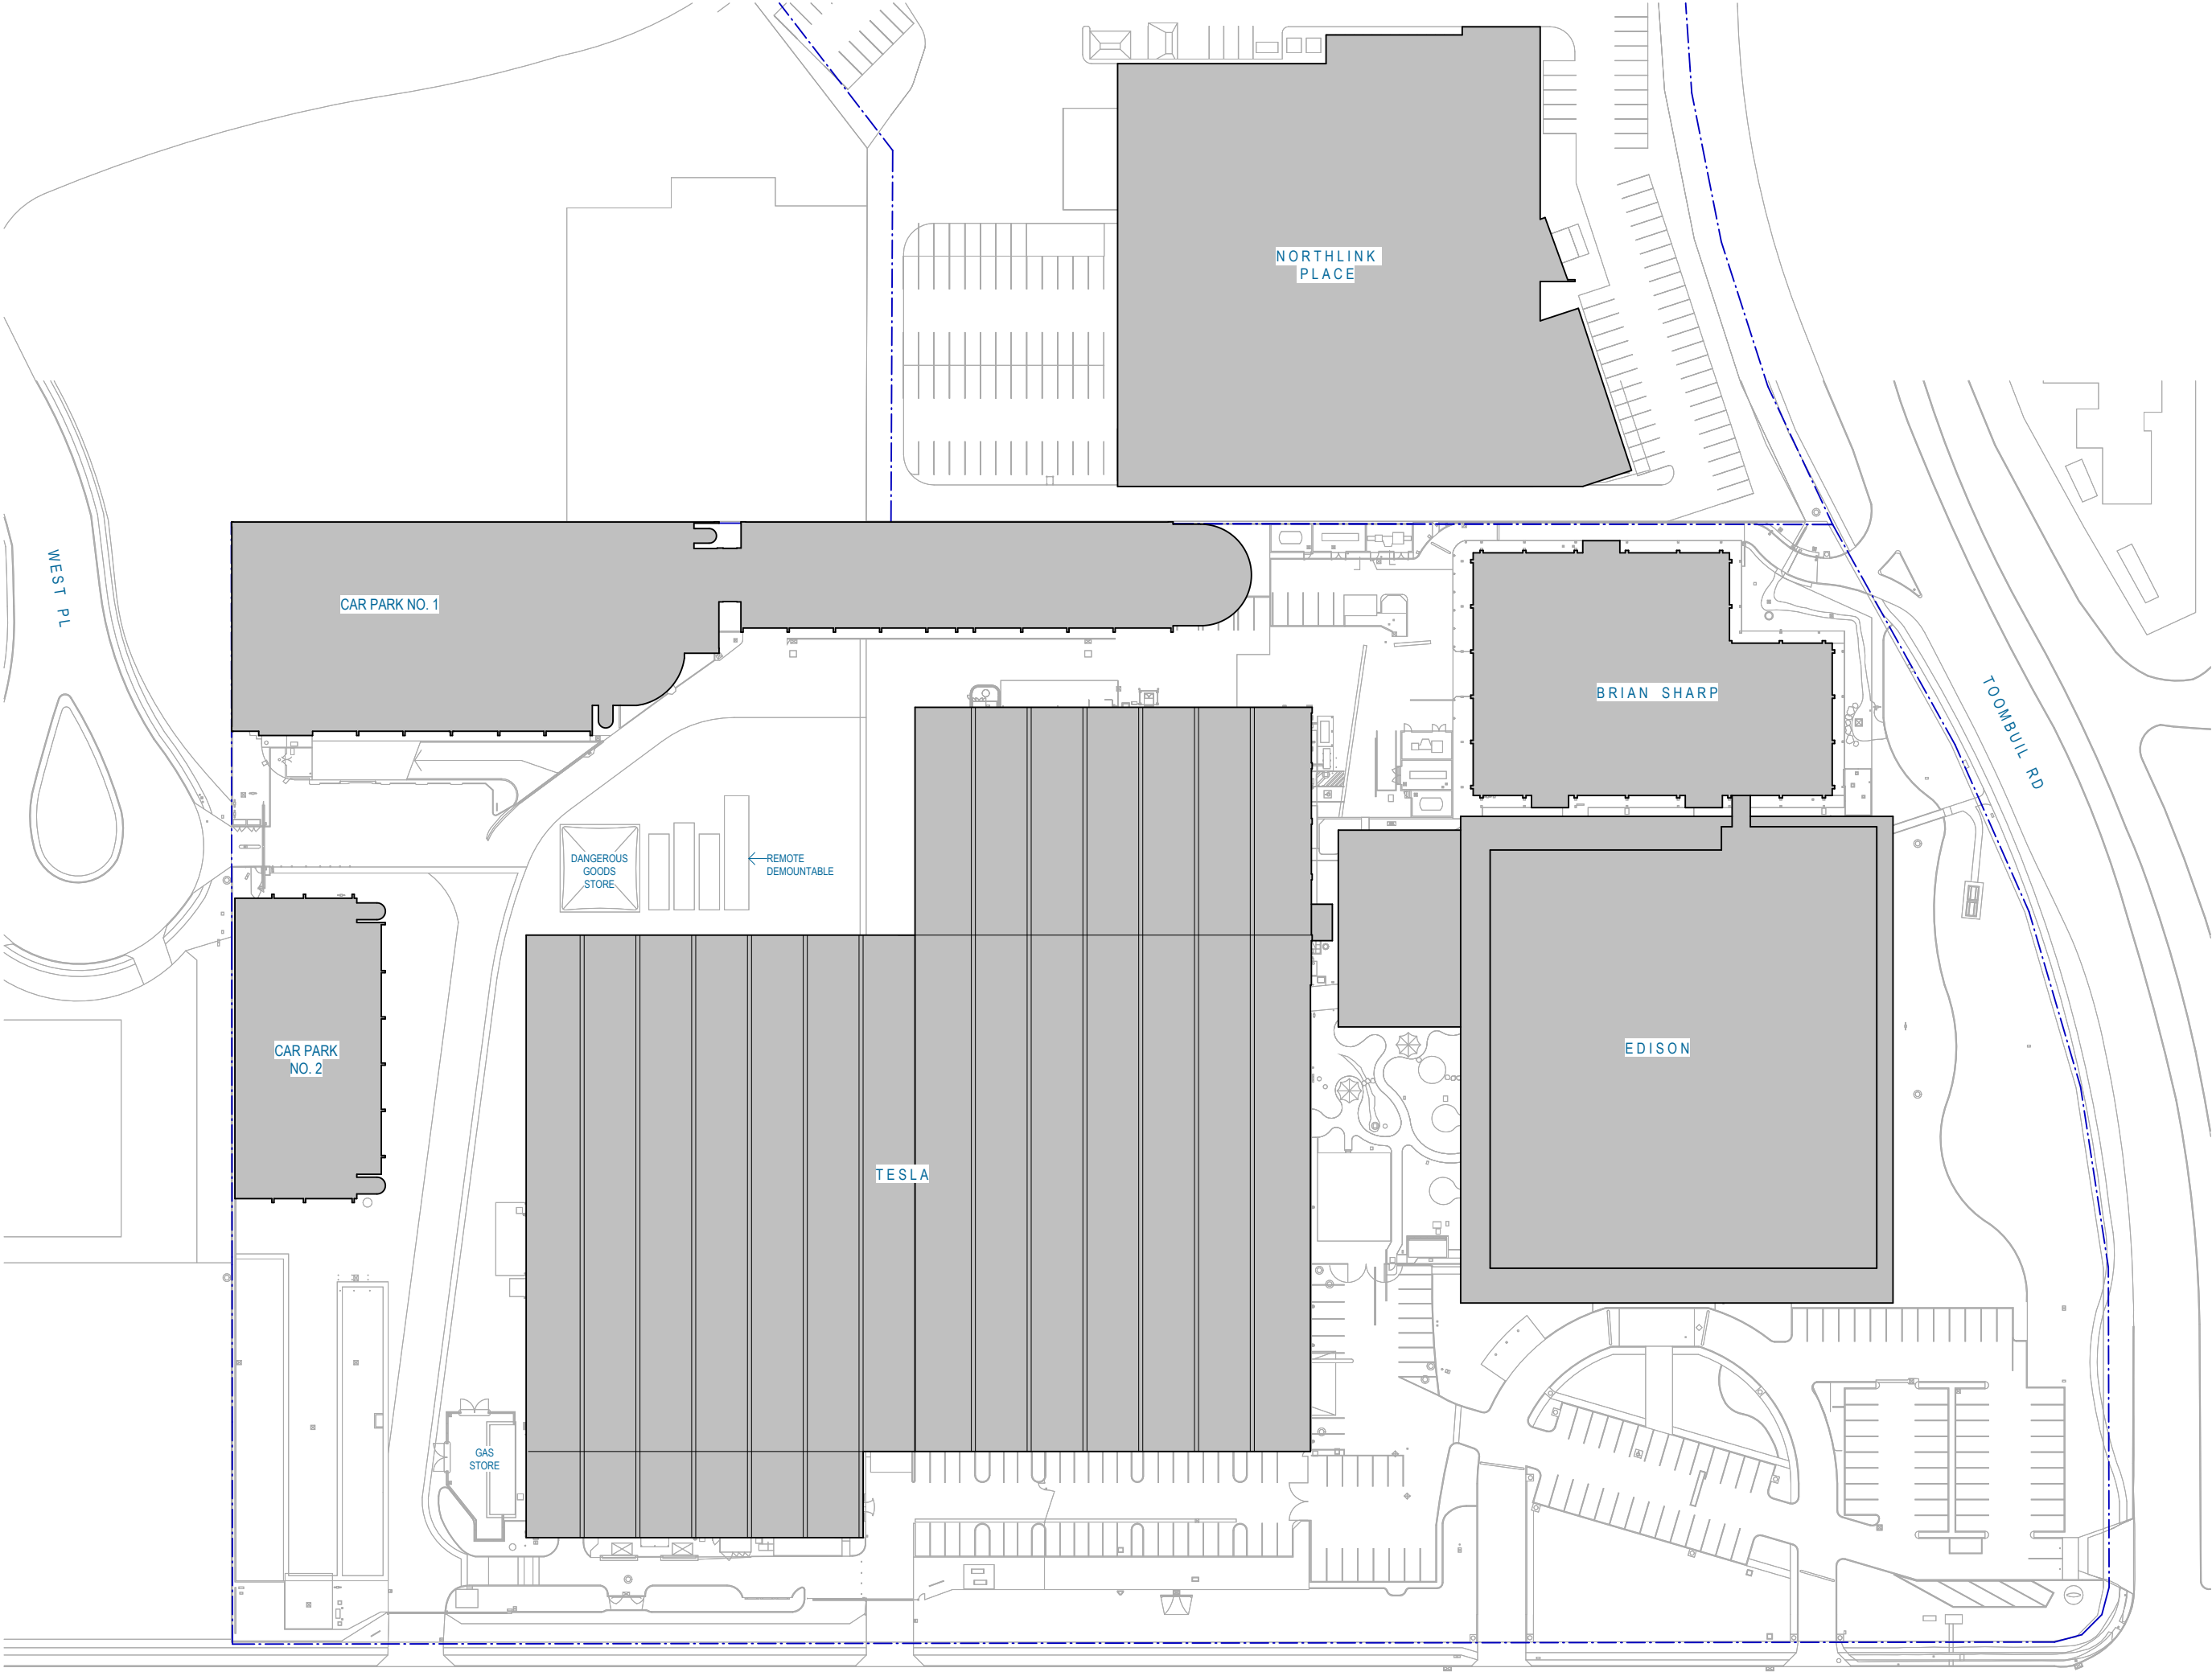 NORTHLINK
PLACE
WEST PL
CAR PARK NO. 1
BRIAN SHARP
TOOMBUIL RD
DANGEROUS
GOODS
STORE
REMOTE
DEMOUNTABLE
CAR PARK
NO. 2
EDISON
TESLA
GAS
STORE